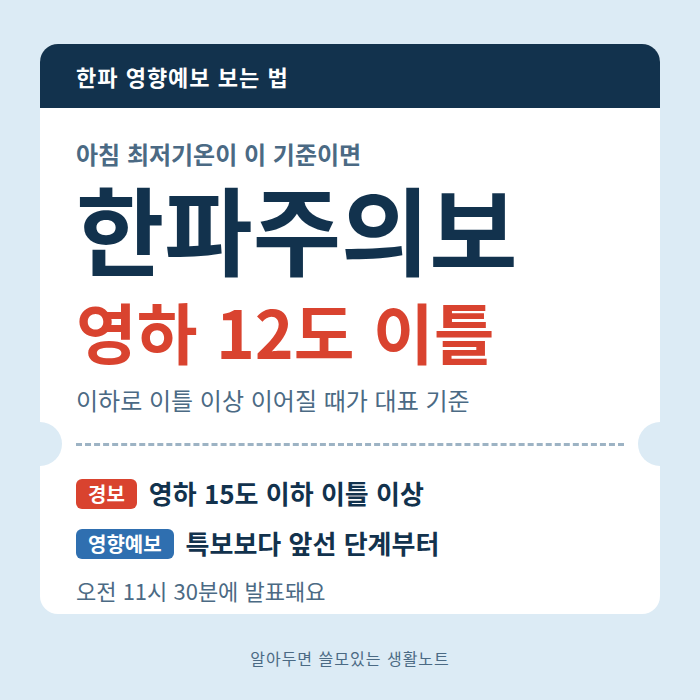 한파 영향예보 보는 법
아침 최저기온이 이 기준이면
한파주의보
영하 12도 이틀
이하로 이틀 이상 이어질 때가 대표 기준
경보 영하 15도 이하 이틀 이상
영향예보 특보보다 앞선 단계부터
오전 11시 30분에 발표돼요
알아두면 쓸모있는 생활노트